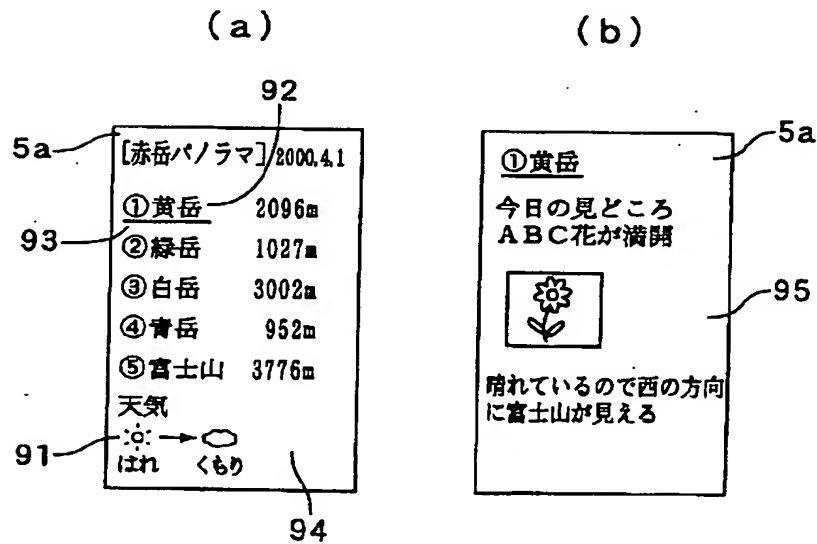 (a)
(b)
92
5a
[赤岳パノラマ] 2000.4.1
①黄岳 2096m
93
②緑岳 1027m
③白岳 3002m
④青岳 952m
⑤富士山 3776m
天気
91
はれ くもり
94
5a
①黄岳
今日の見どころ
ABC花が満開
95
晴れているので西の方向
に富士山が見える